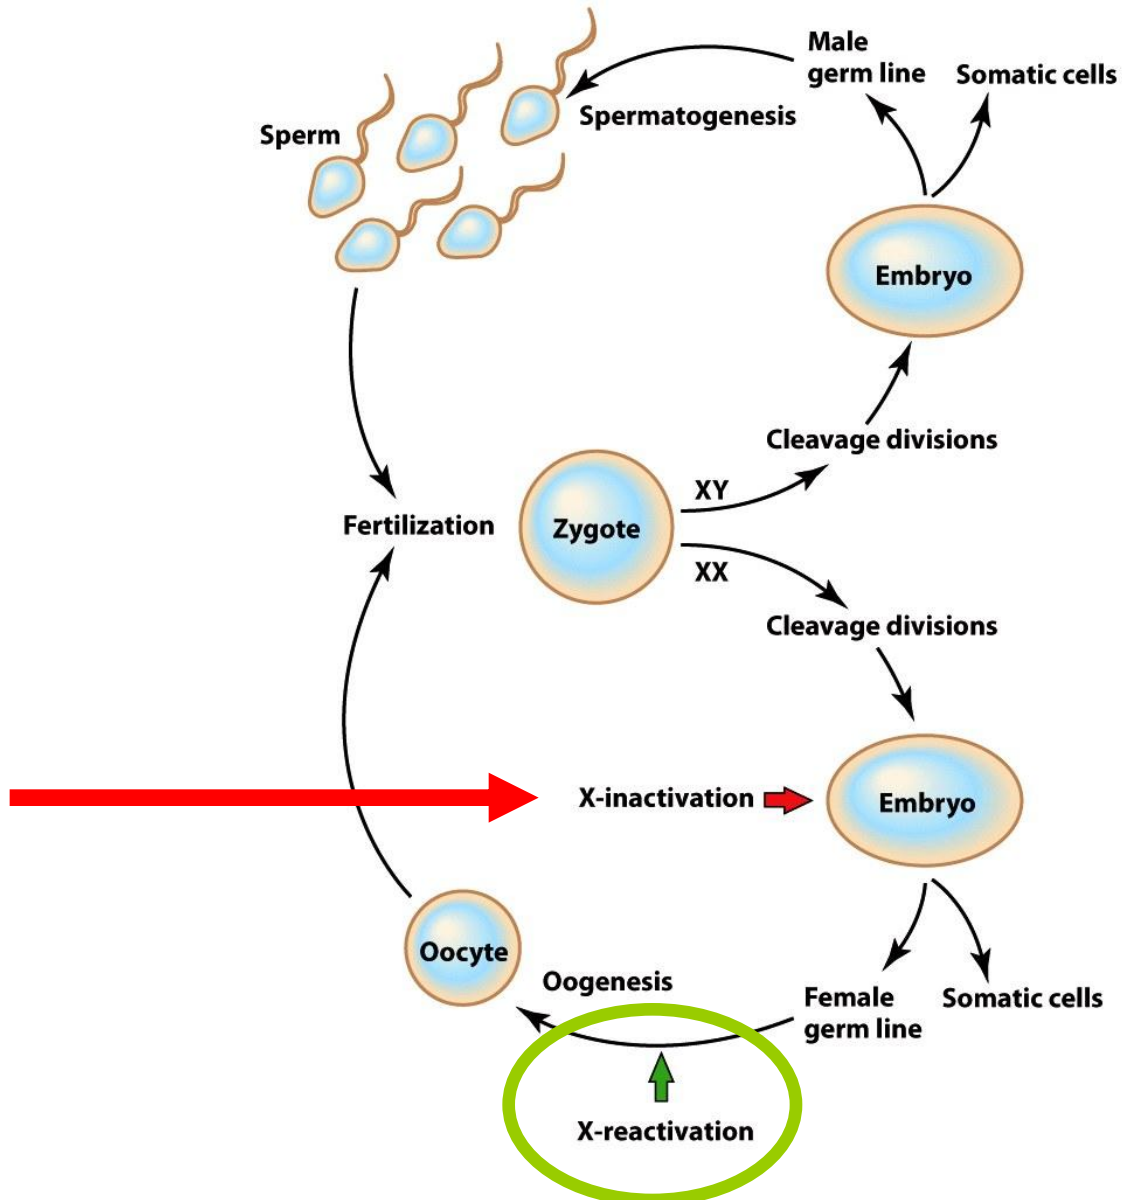 Male
germ line
Somatic cells
Spermatogenesis
Sperm
Embryo
Cleavage divisions
XY
Fertilization
Zygote
XX
Cleavage divisions
X-inactivation
Embryo
Oocyte
Oogenesis
Female
germ line
Somatic cells
X-reactivation